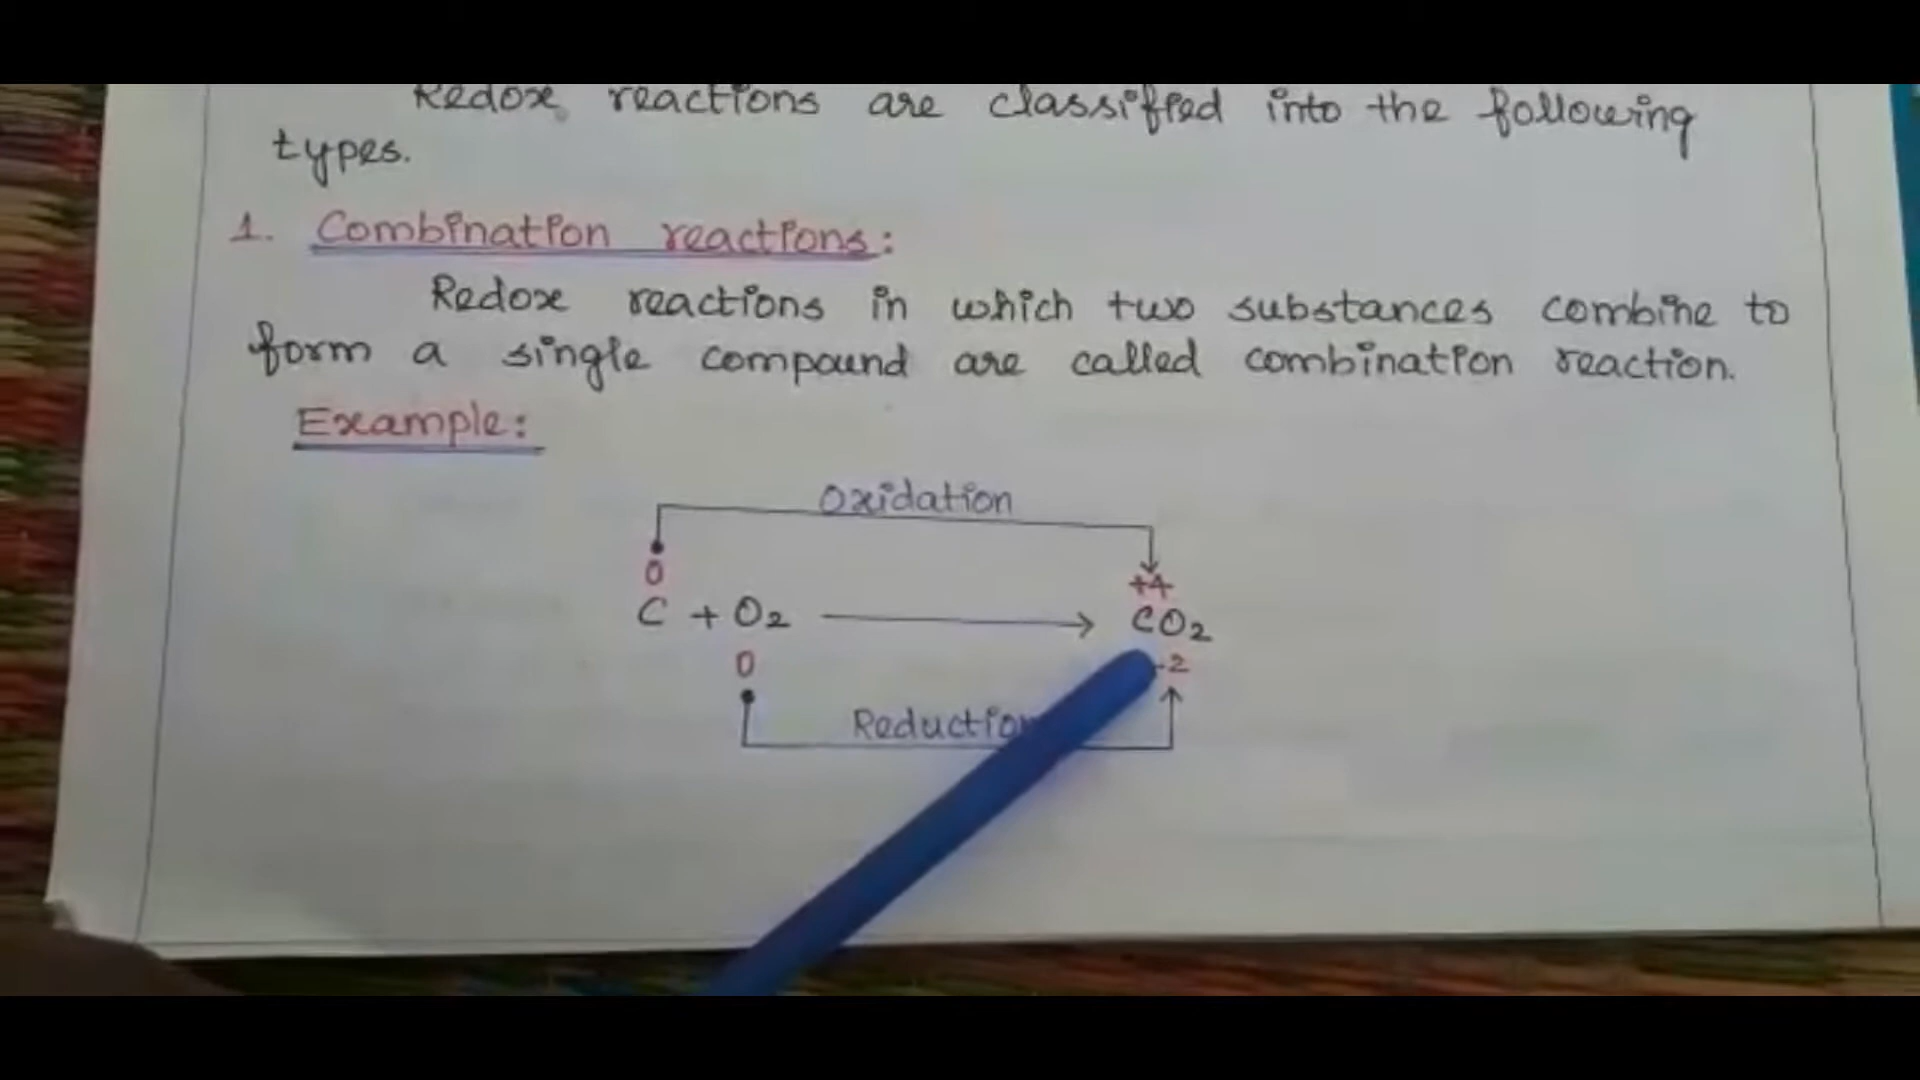 Redox reactions are classified into the following
types.
1. Combination reactions:
Redox reactions in which two substances combine to
form a single compound are called combination reaction.
Example:
Oxidation
0 +4
C + O₂ → CO₂
0 -2
Reduction